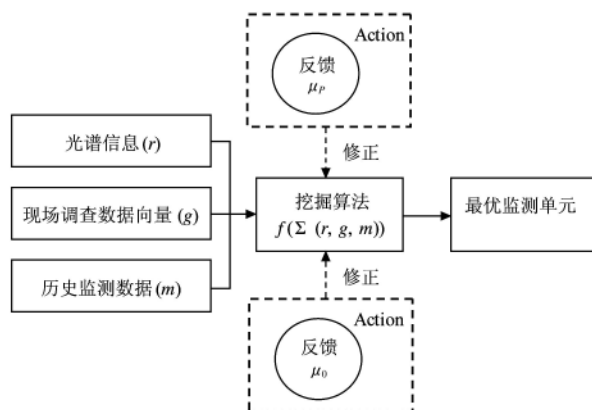 Action
反馈
μP
修正
光谱信息(r)
现场调查数据向量(g)
历史监测数据(m)
挖掘算法
f(Σ (r, g, m))
最优监测单元
修正
Action
反馈
μ0